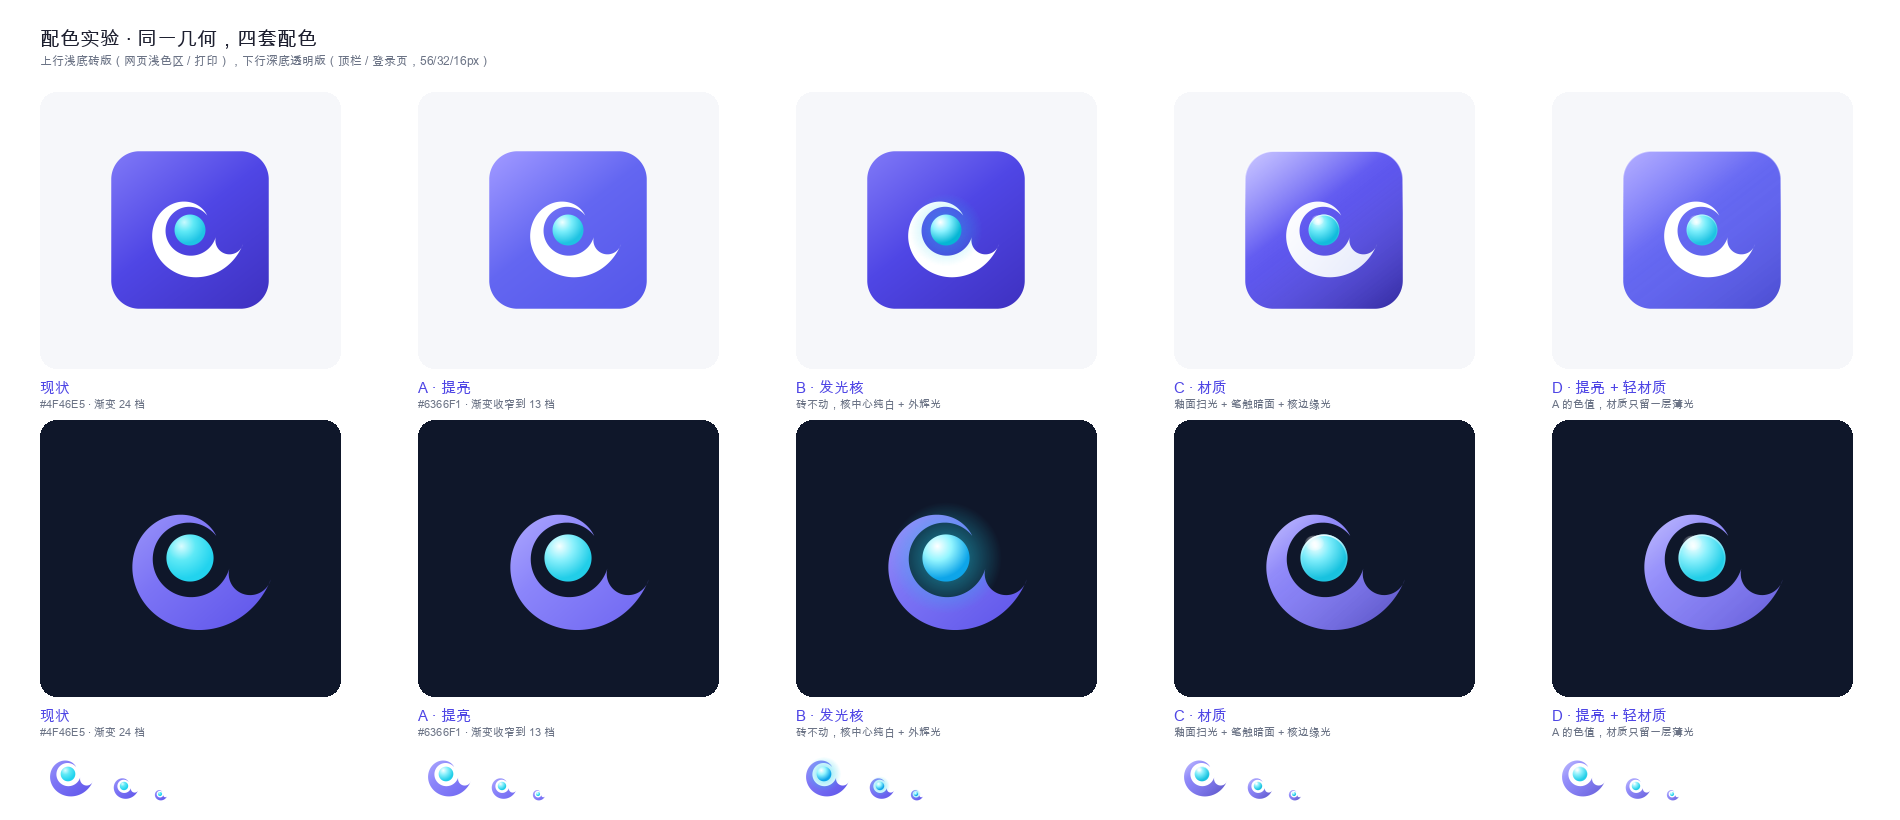 配色实验 · 同一几何，四套配色
上行浅底砖版（网页浅色区 / 打印），下行深底透明版（顶栏 / 登录页，56/32/16px）
现状
#4F46E5 · 渐变 24 档
A · 提亮
#6366F1 · 渐变收窄到 13 档
B · 发光核
砖不动，核中心纯白 + 外辉光
C · 材质
釉面扫光 + 笔触暗面 + 核边缘光
D · 提亮 + 轻材质
A 的色值，材质只留一层薄光
现状
#4F46E5 · 渐变 24 档
A · 提亮
#6366F1 · 渐变收窄到 13 档
B · 发光核
砖不动，核中心纯白 + 外辉光
C · 材质
釉面扫光 + 笔触暗面 + 核边缘光
D · 提亮 + 轻材质
A 的色值，材质只留一层薄光